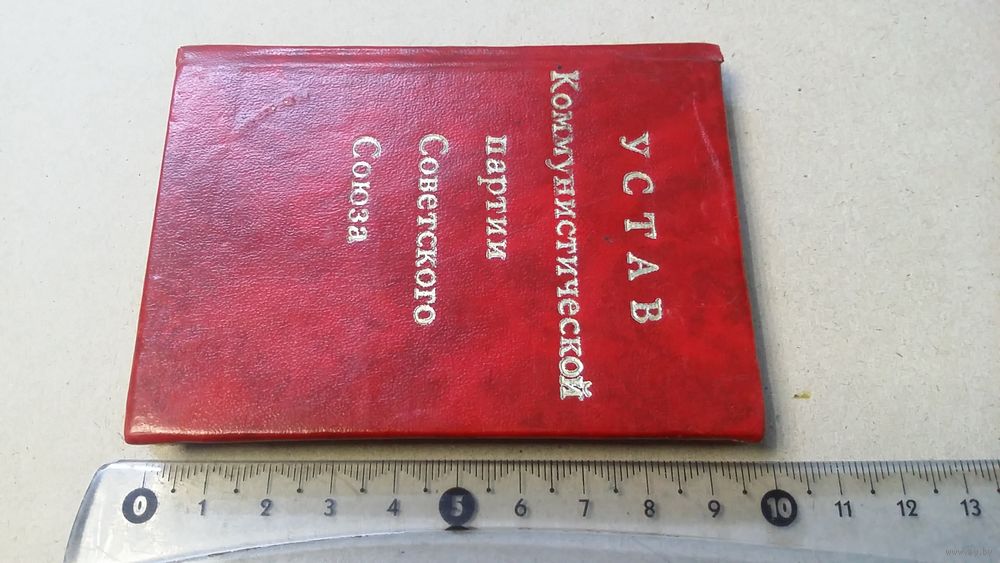 УСТАВ
Коммунистической
партии
Советского
Союза
0 1 2 3 4 5 6 7 8 9 10 11 12 13